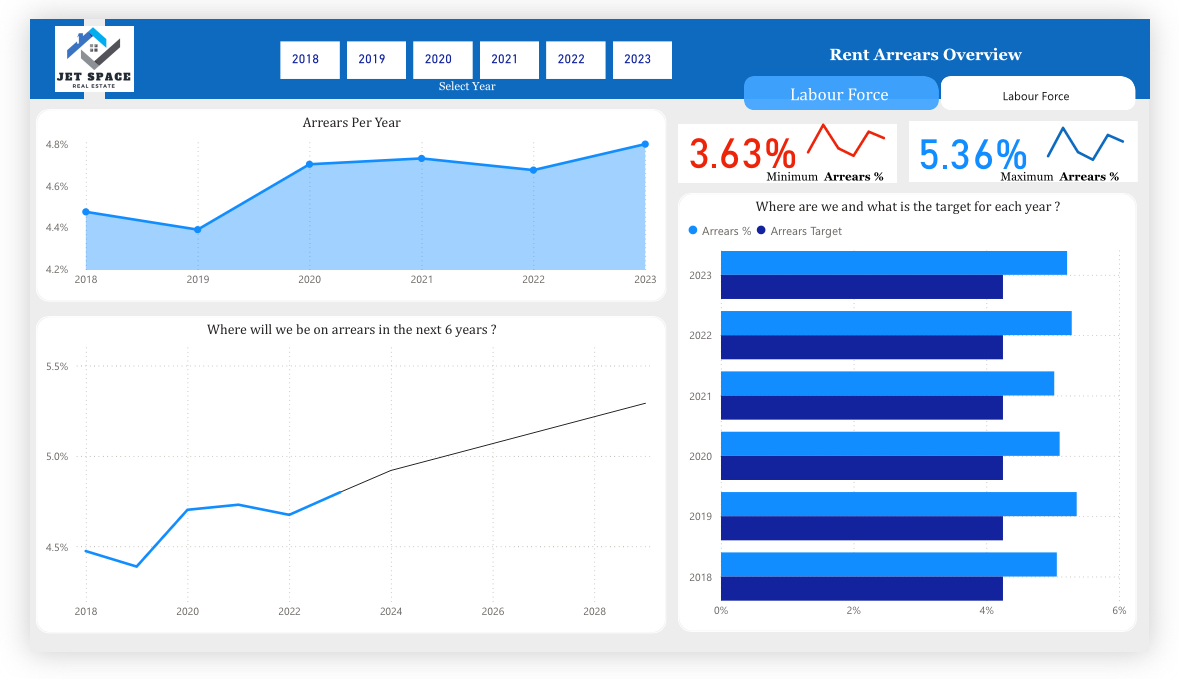 JET SPACE
REAL ESTATE
2018 2019 2020 2021 2022 2023
Select Year
Rent Arrears Overview
Labour Force
Labour Force
Arrears Per Year
4.8%
4.6%
4.4%
4.2%
2018 2019 2020 2021 2022 2023
3.63%
Minimum Arrears %
5.36%
Maximum Arrears %
Where will we be on arrears in the next 6 years ?
5.5%
5.0%
4.5%
2018 2020 2022 2024 2026 2028
Where are we and what is the target for each year ?
Arrears % Arrears Target
2023
2022
2021
2020
2019
2018
0% 2% 4% 6%